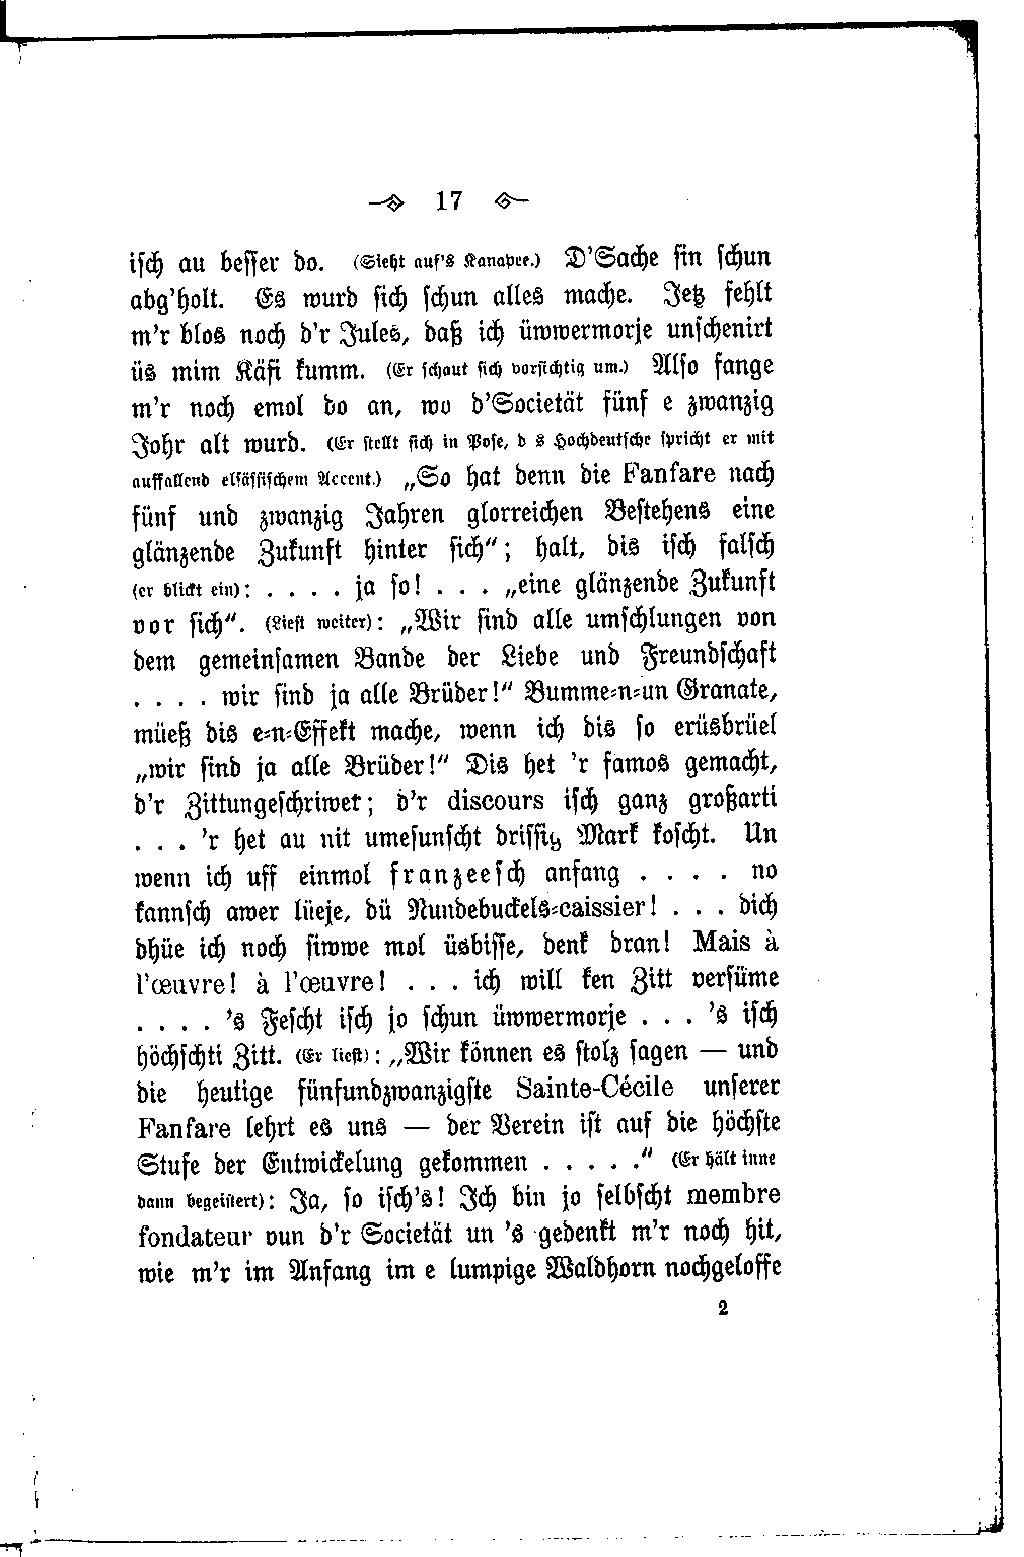 17
isch au besser do. (Sieht auf's Kanapee.) D'Sache sin schun
abg'holt. Es wurd sich schun alles mache. Jetz fehlt
m'r blos noch d'r Jules, daß ich üwwermorje unschenirt
üs mim Käfi kumm. (Er schaut sich vorsichtig um.) Also fange
m'r noch emol do an, wo d'Societät fünf e zwanzig
Johr alt wurd. (Er stellt sich in Pose, d s Hochdeutsche spricht er mit
auffallend elsässischem Accent.) „So hat denn die Fanfare nach
fünf und zwanzig Jahren glorreichen Bestehens eine
glänzende Zukunft hinter sich“; halt, dis isch falsch
(er blickt ein): . . . . ja so! . . . „eine glänzende Zukunft
vor sich“. (Liest weiter): „Wir sind alle umschlungen von
dem gemeinsamen Bande der Liebe und Freundschaft
. . . . wir sind ja alle Brüder!“ Bumme-n-un Granate,
müeß dis e-n-Effekt mache, wenn ich dis so erüsbrüel
„wir sind ja alle Brüder!“ Dis het 'r famos gemacht,
d'r Zittungeschriwer; d'r discours isch ganz großarti
. . . 'r het au nit umesunscht drissig Mark koscht. Un
wenn ich uff einmol franzeesch anfang . . . . no
kannsch awer lüeje, dü Nundebuckels-caissier! . . . dich
dhüe ich noch siwwe mol üsbisse, denk dran! Mais à
l'œuvre! à l'œuvre! . . . ich will ken Zitt versüme
. . . . 's Fescht isch jo schun üwwermorje . . . 's isch
höchschti Zitt. (Er liest): „Wir können es stolz sagen — und
die heutige fünfundzwanzigste Sainte-Cécile unserer
Fanfare lehrt es uns — der Verein ist auf die höchste
Stufe der Entwickelung gekommen . . . . .“ (Er hält inne
dann begeistert): Ja, so isch's! Ich bin jo selbscht membre
fondateur vun d'r Societät un 's gedenkt m'r noch hit,
wie m'r im Anfang im e lumpige Waldhorn nochgeloffe
2